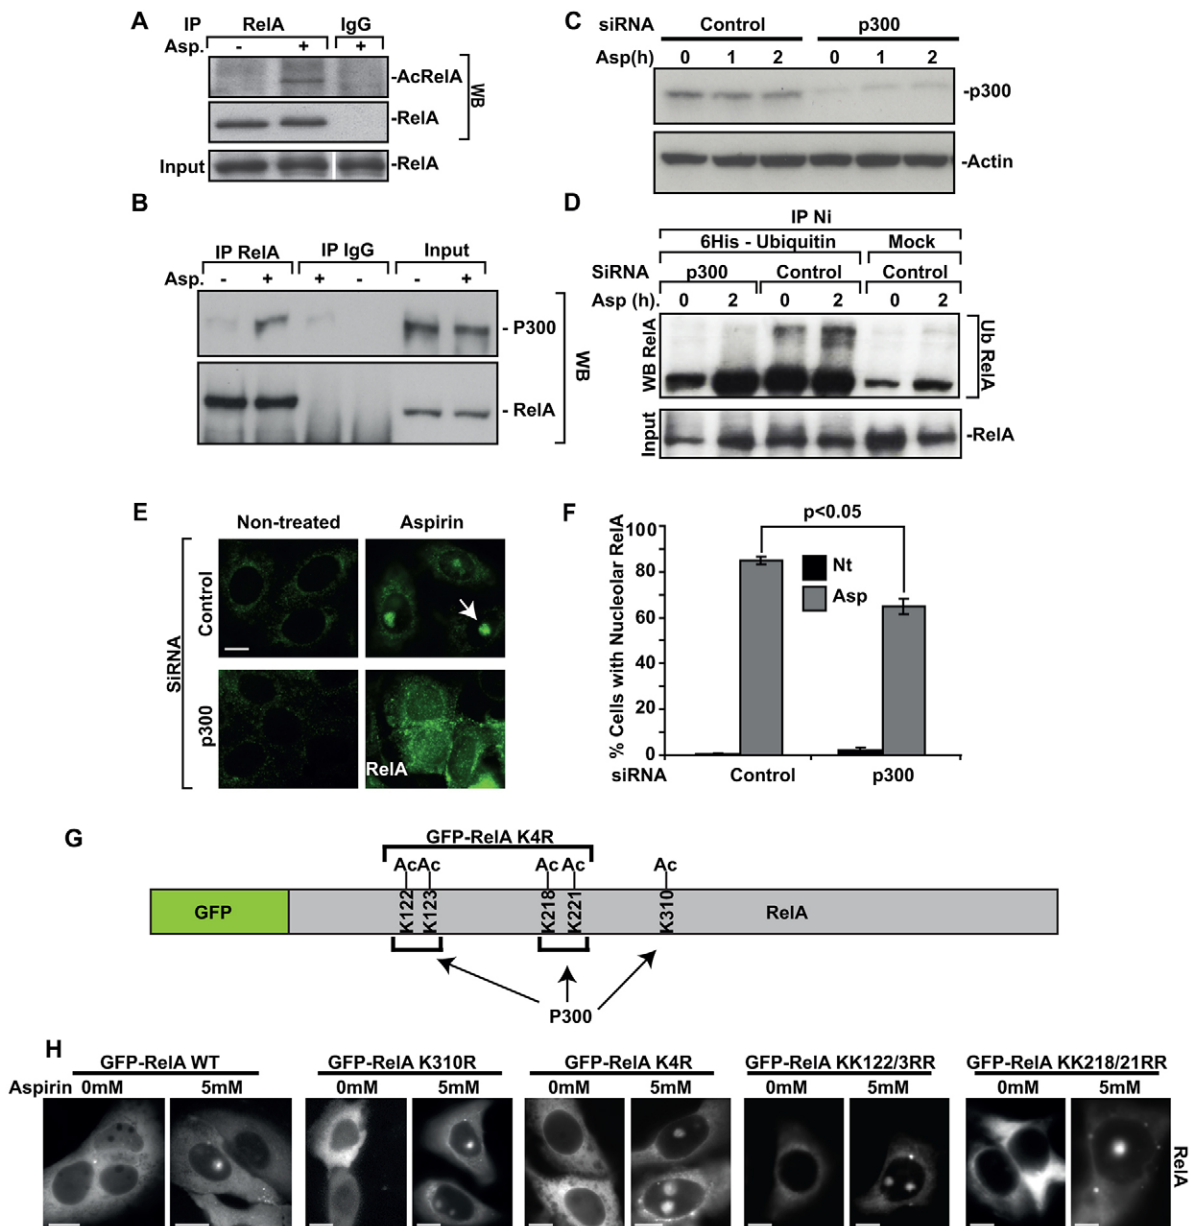 A
IP RelA IgG
Asp. - + +
-AcRelA
-RelA
WB
Input -RelA
B
IP RelA IP IgG Input
Asp. - + + - - +
- P300
- RelA
WB
C
siRNA Control p300
Asp(h) 0 1 2 0 1 2
-p300
-Actin
D
IP Ni
6His - Ubiquitin Mock
SiRNA p300 Control Control
Asp (h). 0 2 0 2 0 2
WB RelA
Ub RelA
Input
-RelA
E
Non-treated Aspirin
SiRNA
Control
p300
RelA
F
p<0.05
% Cells with Nucleolar RelA
100
80
60
40
20
0
Nt
Asp
siRNA Control p300
G
GFP-RelA K4R
Ac Ac Ac Ac Ac
GFP K122 K123 K218 K221 K310 RelA
P300
H
GFP-RelA WT GFP-RelA K310R GFP-RelA K4R GFP-RelA KK122/3RR GFP-RelA KK218/21RR
Aspirin 0mM 5mM 0mM 5mM 0mM 5mM 0mM 5mM 0mM 5mM
RelA